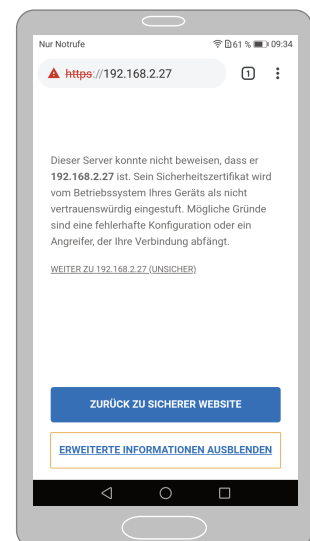 Nur Notrufe 61 % 09:34
https://192.168.2.27 1
Dieser Server konnte nicht beweisen, dass er
192.168.2.27 ist. Sein Sicherheitszertifikat wird
vom Betriebssystem Ihres Geräts als nicht
vertrauenswürdig eingestuft. Mögliche Gründe
sind eine fehlerhafte Konfiguration oder ein
Angreifer, der Ihre Verbindung abfängt.
WEITER ZU 192.168.2.27 (UNSICHER)
ZURÜCK ZU SICHERER WEBSITE
ERWEITERTE INFORMATIONEN AUSBLENDEN